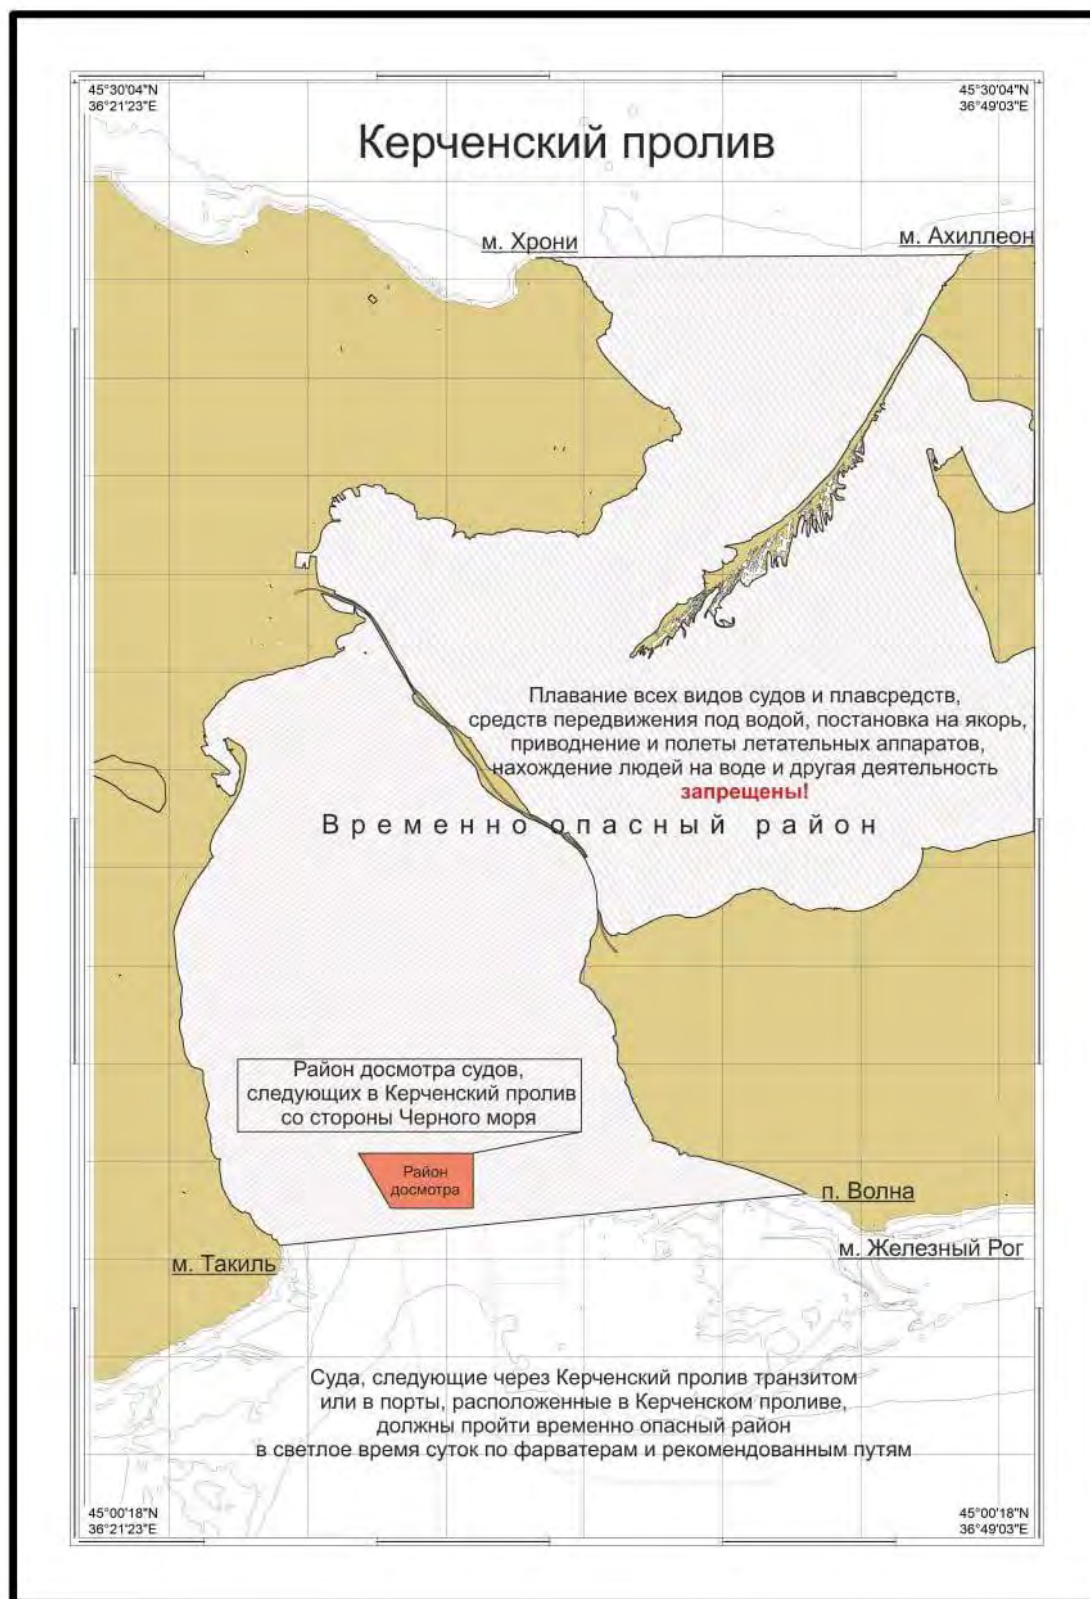 45°30'04"N
36°21'23"E
45°30'04"N
36°49'03"E
Керченский пролив
м. Хрони
м. Ахиллеон
Плавание всех видов судов и плавсредств,
средств передвижения под водой, постановка на якорь,
приводнение и полеты летательных аппаратов,
нахождение людей на воде и другая деятельность
запрещены!
Временно опасный район
Район досмотра судов,
следующих в Керченский пролив
со стороны Черного моря
Район
досмотра
п. Волна
м. Железный Рог
м. Такиль
Суда, следующие через Керченский пролив транзитом
или в порты, расположенные в Керченском проливе,
должны пройти временно опасный район
в светлое время суток по фарватерам и рекомендованным путям
45°00'18"N
36°21'23"E
45°00'18"N
36°49'03"E